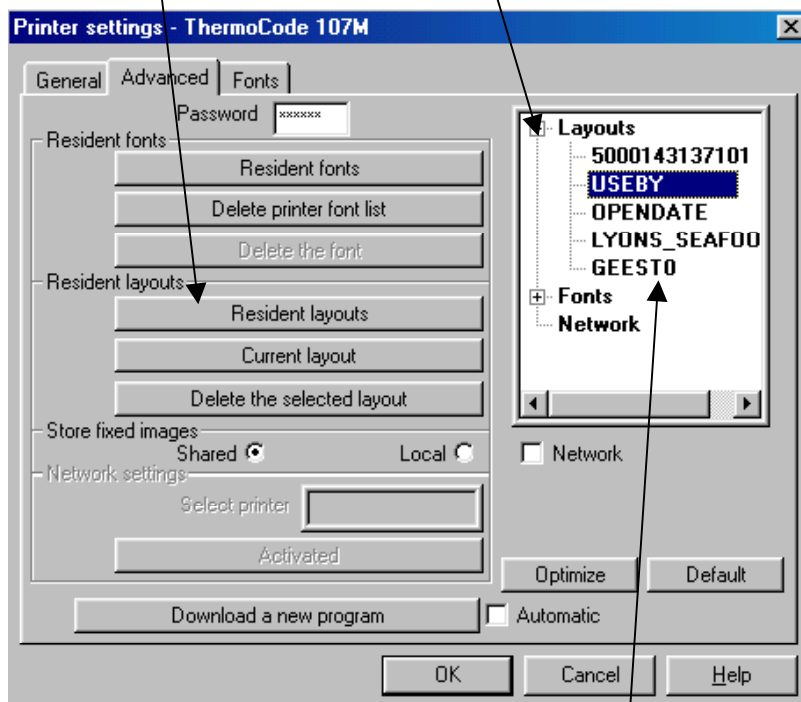 Printer settings - ThermoCode 107M
General Advanced Fonts
Password xxxxxx
Resident fonts
Resident fonts
Delete printer font list
Delete the font
Resident layouts
Resident layouts
Current layout
Delete the selected layout
Store fixed images
Shared Local
Network settings
Select printer
Activated
Download a new program
Layouts
5000143137101
USEBY
OPENDATE
LYONS_SEAFOO
GEEST0
Fonts
Network
Network
Optimize Default
Automatic
OK Cancel Help